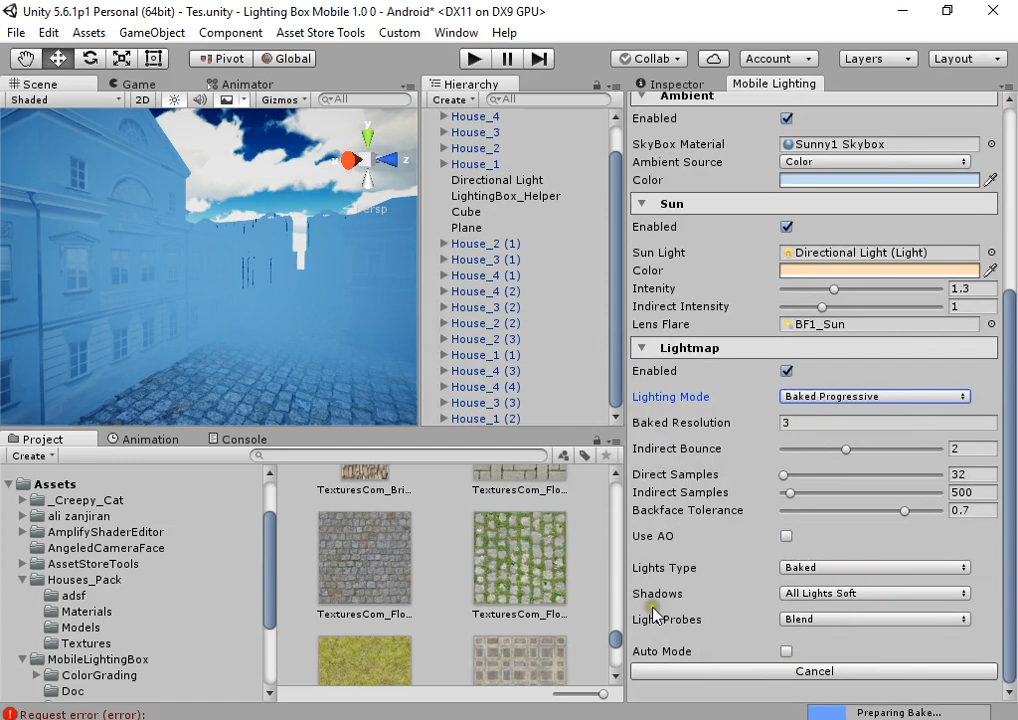 Unity 5.6.1p1 Personal (64bit) - Tes.unity - Lighting Box Mobile 1.0 0 - Android* <DX11 on DX9 GPU>
File Edit Assets GameObject Component Asset Store Tools Custom Window Help
Pivot Global Collab Account Layers Layout
Scene Game Animator
Shaded 2D Gizmos All
Persp
y
z
Hierarchy
Create All
House_4
House_3
House_2
House_1
Directional Light
LightingBox_Helper
Cube
Plane
House_2 (1)
House_3 (1)
House_4 (1)
House_4 (2)
House_3 (2)
House_2 (2)
House_2 (3)
House_1 (1)
House_4 (3)
House_4 (4)
House_3 (3)
House_1 (2)
Inspector Mobile Lighting
Ambient
Enabled
SkyBox Material Sunny1 Skybox
Ambient Source Color
Color
Sun
Enabled
Sun Light Directional Light (Light)
Color
Intenity 1.3
Indirect Intensity 1
Lens Flare BF1_Sun
Lightmap
Enabled
Lighting Mode Baked Progressive
Baked Resolution 3
Indirect Bounce 2
Direct Samples 32
Indirect Samples 500
Backface Tolerance 0.7
Use AO
Lights Type Baked
Shadows All Lights Soft
Light Probes Blend
Auto Mode
Cancel
Project Animation Console
Create
Assets
_Creepy_Cat
ali zanjiran
AmplifyShaderEditor
AngeledCameraFace
AssetStoreTools
Houses_Pack
adsf
Materials
Models
Textures
MobileLightingBox
ColorGrading
Doc
TexturesCom_Bri... TexturesCom_Flo...
TexturesCom_Flo... TexturesCom_Flo...
Request error (error):
Preparing Bake...